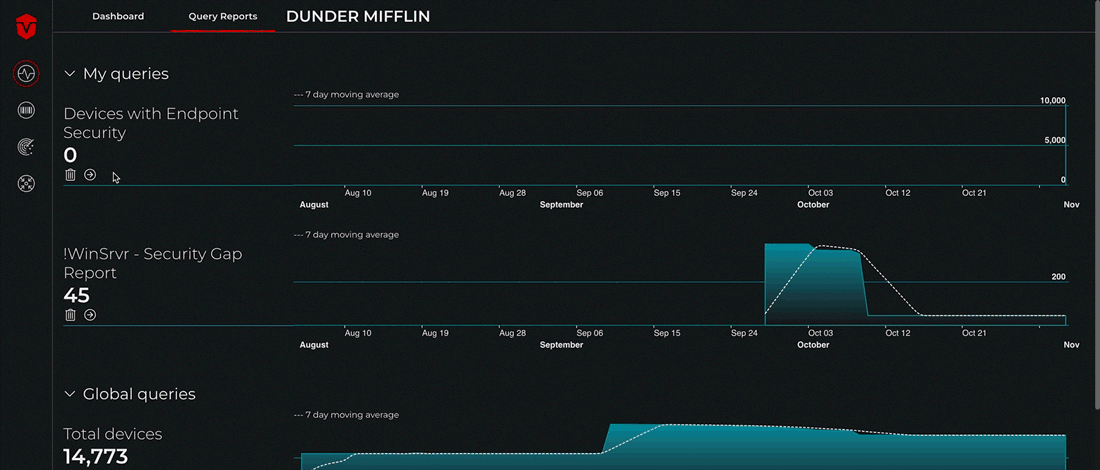 Dashboard
Query Reports
DUNDER MIFFLIN
My queries
--- 7 day moving average
Devices with Endpoint
Security
0
10,000
5,000
0
Aug 10 Aug 19 Aug 28 Sep 06 Sep 15 Sep 24 Oct 03 Oct 12 Oct 21
August September October Nov
--- 7 day moving average
!WinSrvr - Security Gap
Report
45
200
Aug 10 Aug 19 Aug 28 Sep 06 Sep 15 Sep 24 Oct 03 Oct 12 Oct 21
August September October Nov
Global queries
--- 7 day moving average
Total devices
14,773